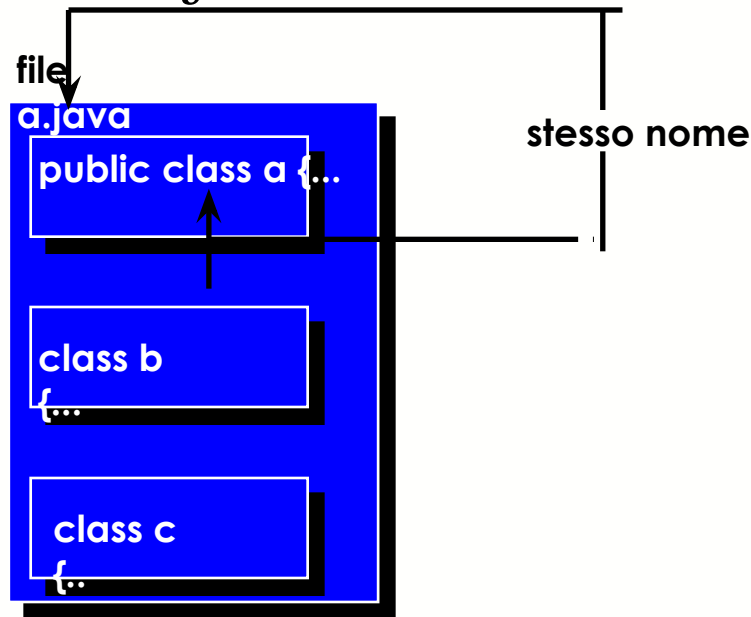 file
a.java
stesso nome
public class a {...
class b
{...
class c
{..